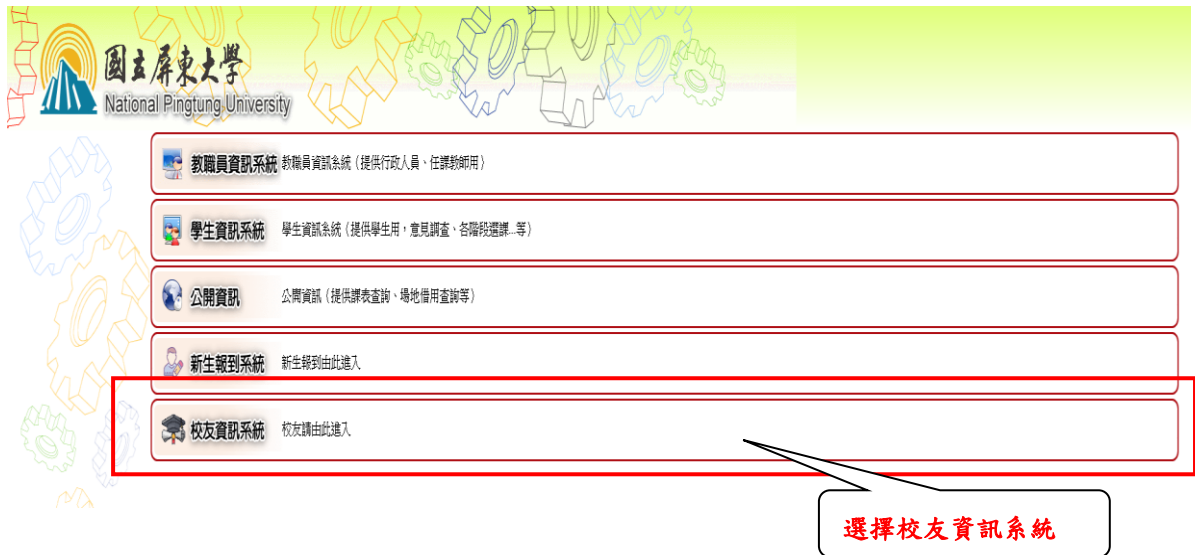 國立屏東大學
National Pingtung University
教職員資訊系統 教職員資訊系統（提供行政人員、任課教師用）
學生資訊系統 學生資訊系統（提供學生用，意見調查、各階段選課...等）
公開資訊 公開資訊（提供課表查詢、場地借用查詢等）
新生報到系統 新生報到由此進入
校友資訊系統 校友請由此進入
選擇校友資訊系統